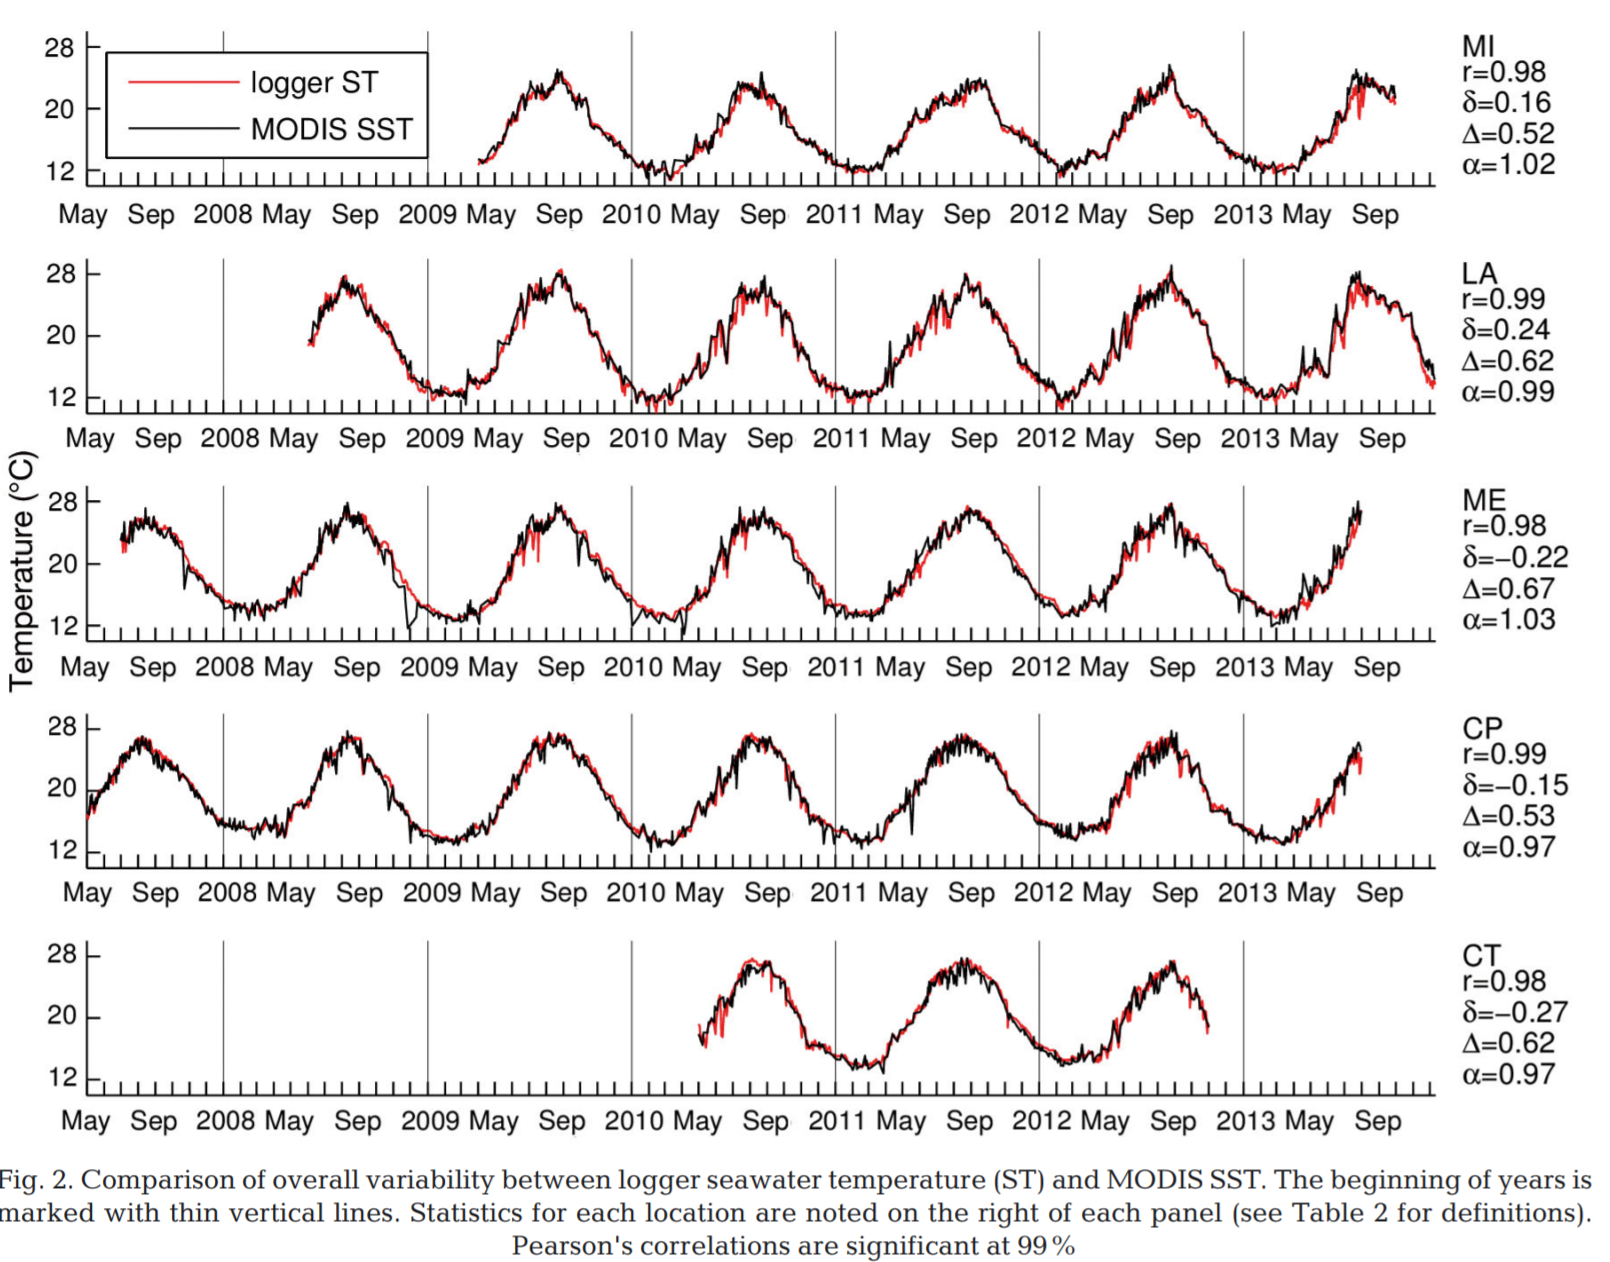 28
20
12
logger ST
MODIS SST
May Sep 2008 May Sep 2009 May Sep 2010 May Sep 2011 May Sep 2012 May Sep 2013 May Sep
MI
r=0.98
δ=0.16
Δ=0.52
α=1.02
28
20
12
May Sep 2008 May Sep 2009 May Sep 2010 May Sep 2011 May Sep 2012 May Sep 2013 May Sep
LA
r=0.99
δ=0.24
Δ=0.62
α=0.99
Temperature (°C)
28
20
12
May Sep 2008 May Sep 2009 May Sep 2010 May Sep 2011 May Sep 2012 May Sep 2013 May Sep
ME
r=0.98
δ=−0.22
Δ=0.67
α=1.03
28
20
12
May Sep 2008 May Sep 2009 May Sep 2010 May Sep 2011 May Sep 2012 May Sep 2013 May Sep
CP
r=0.99
δ=−0.15
Δ=0.53
α=0.97
28
20
12
May Sep 2008 May Sep 2009 May Sep 2010 May Sep 2011 May Sep 2012 May Sep 2013 May Sep
CT
r=0.98
δ=−0.27
Δ=0.62
α=0.97
Fig. 2. Comparison of overall variability between logger seawater temperature (ST) and MODIS SST. The beginning of years is
marked with thin vertical lines. Statistics for each location are noted on the right of each panel (see Table 2 for definitions).
Pearson's correlations are significant at 99 %